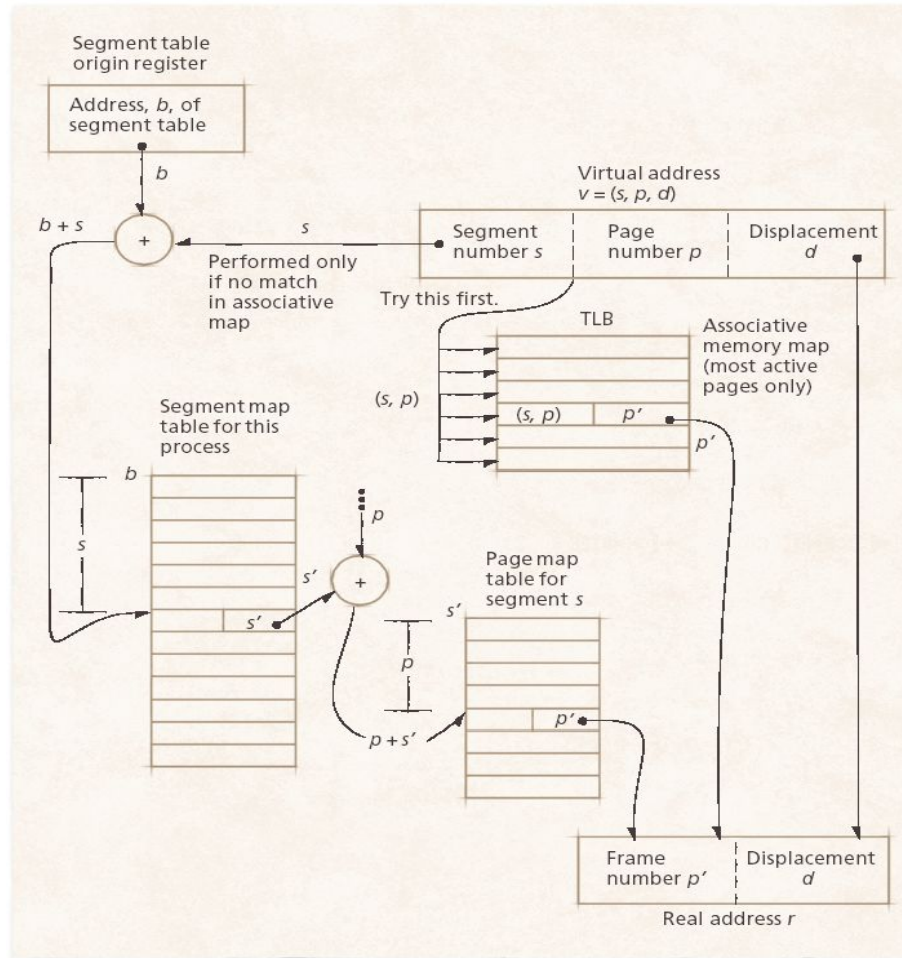 Segment table
origin register
Address, b, of
segment table
b
Virtual address
v = (s, p, d)
b + s
+
s
Segment
number s
Page
number p
Displacement
d
Performed only
if no match
in associative
map
Try this first.
TLB
Associative
memory map
(most active
pages only)
(s, p)
(s, p)
p′
p′
Segment map
table for this
process
b
s
s′
s′
p
+
Page map
table for
segment s
s′
p
p + s′
p′
Frame
number p′
Displacement
d
Real address r